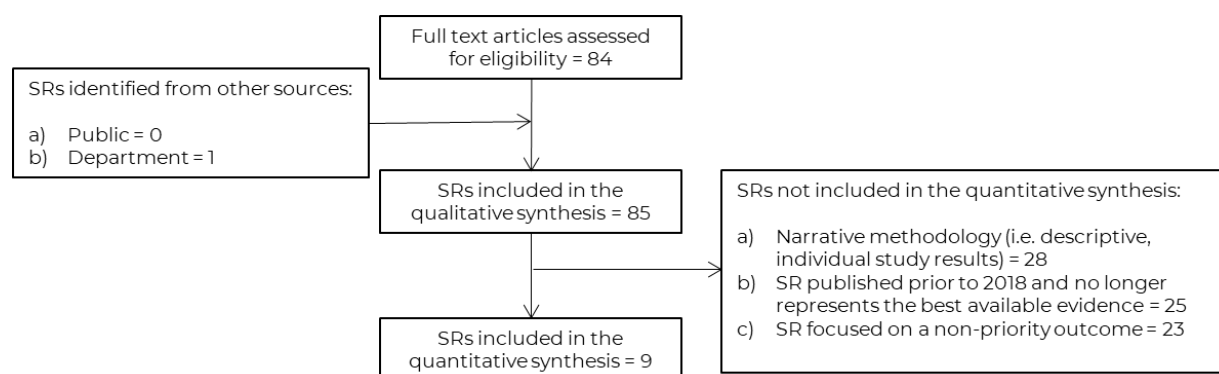 Full text articles assessed
for eligibility = 84
SRs identified from other sources:
a) Public = 0
b) Department = 1
SRs included in the
qualitative synthesis = 85
SRs not included in the quantitative synthesis:
a) Narrative methodology (i.e. descriptive,
individual study results) = 28
b) SR published prior to 2018 and no longer
represents the best available evidence = 25
c) SR focused on a non-priority outcome = 23
SRs included in the
quantitative synthesis = 9